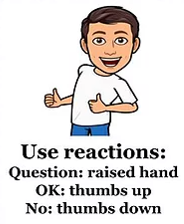 Use reactions:
Question: raised hand
OK: thumbs up
No: thumbs down